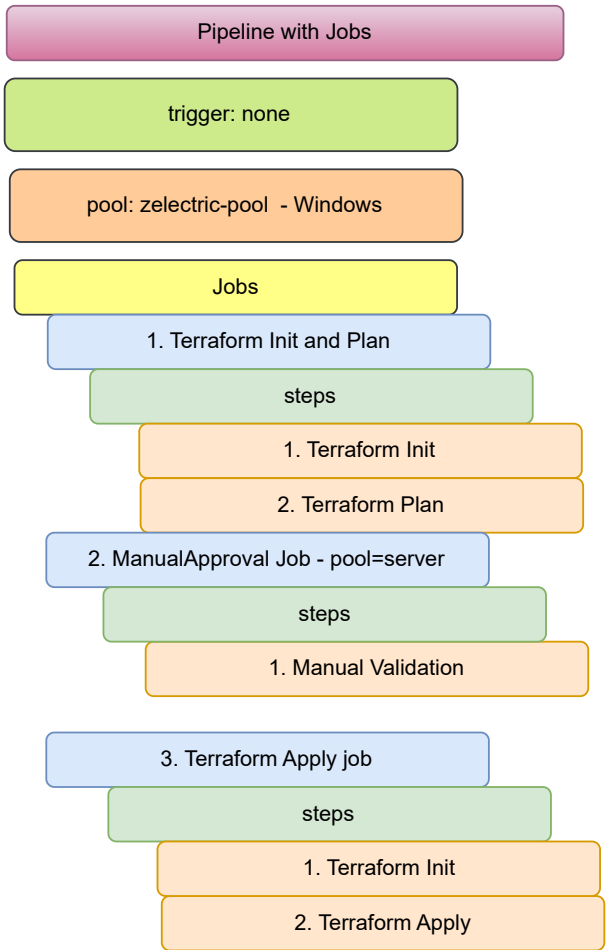 Pipeline with Jobs
trigger: none
pool: zelectric-pool  - Windows
Jobs
1. Terraform Init and Plan
steps
1. Terraform Init
2. Terraform Plan
2. ManualApproval Job - pool=server
steps
1. Manual Validation
3. Terraform Apply job
steps
1. Terraform Init
2. Terraform Apply